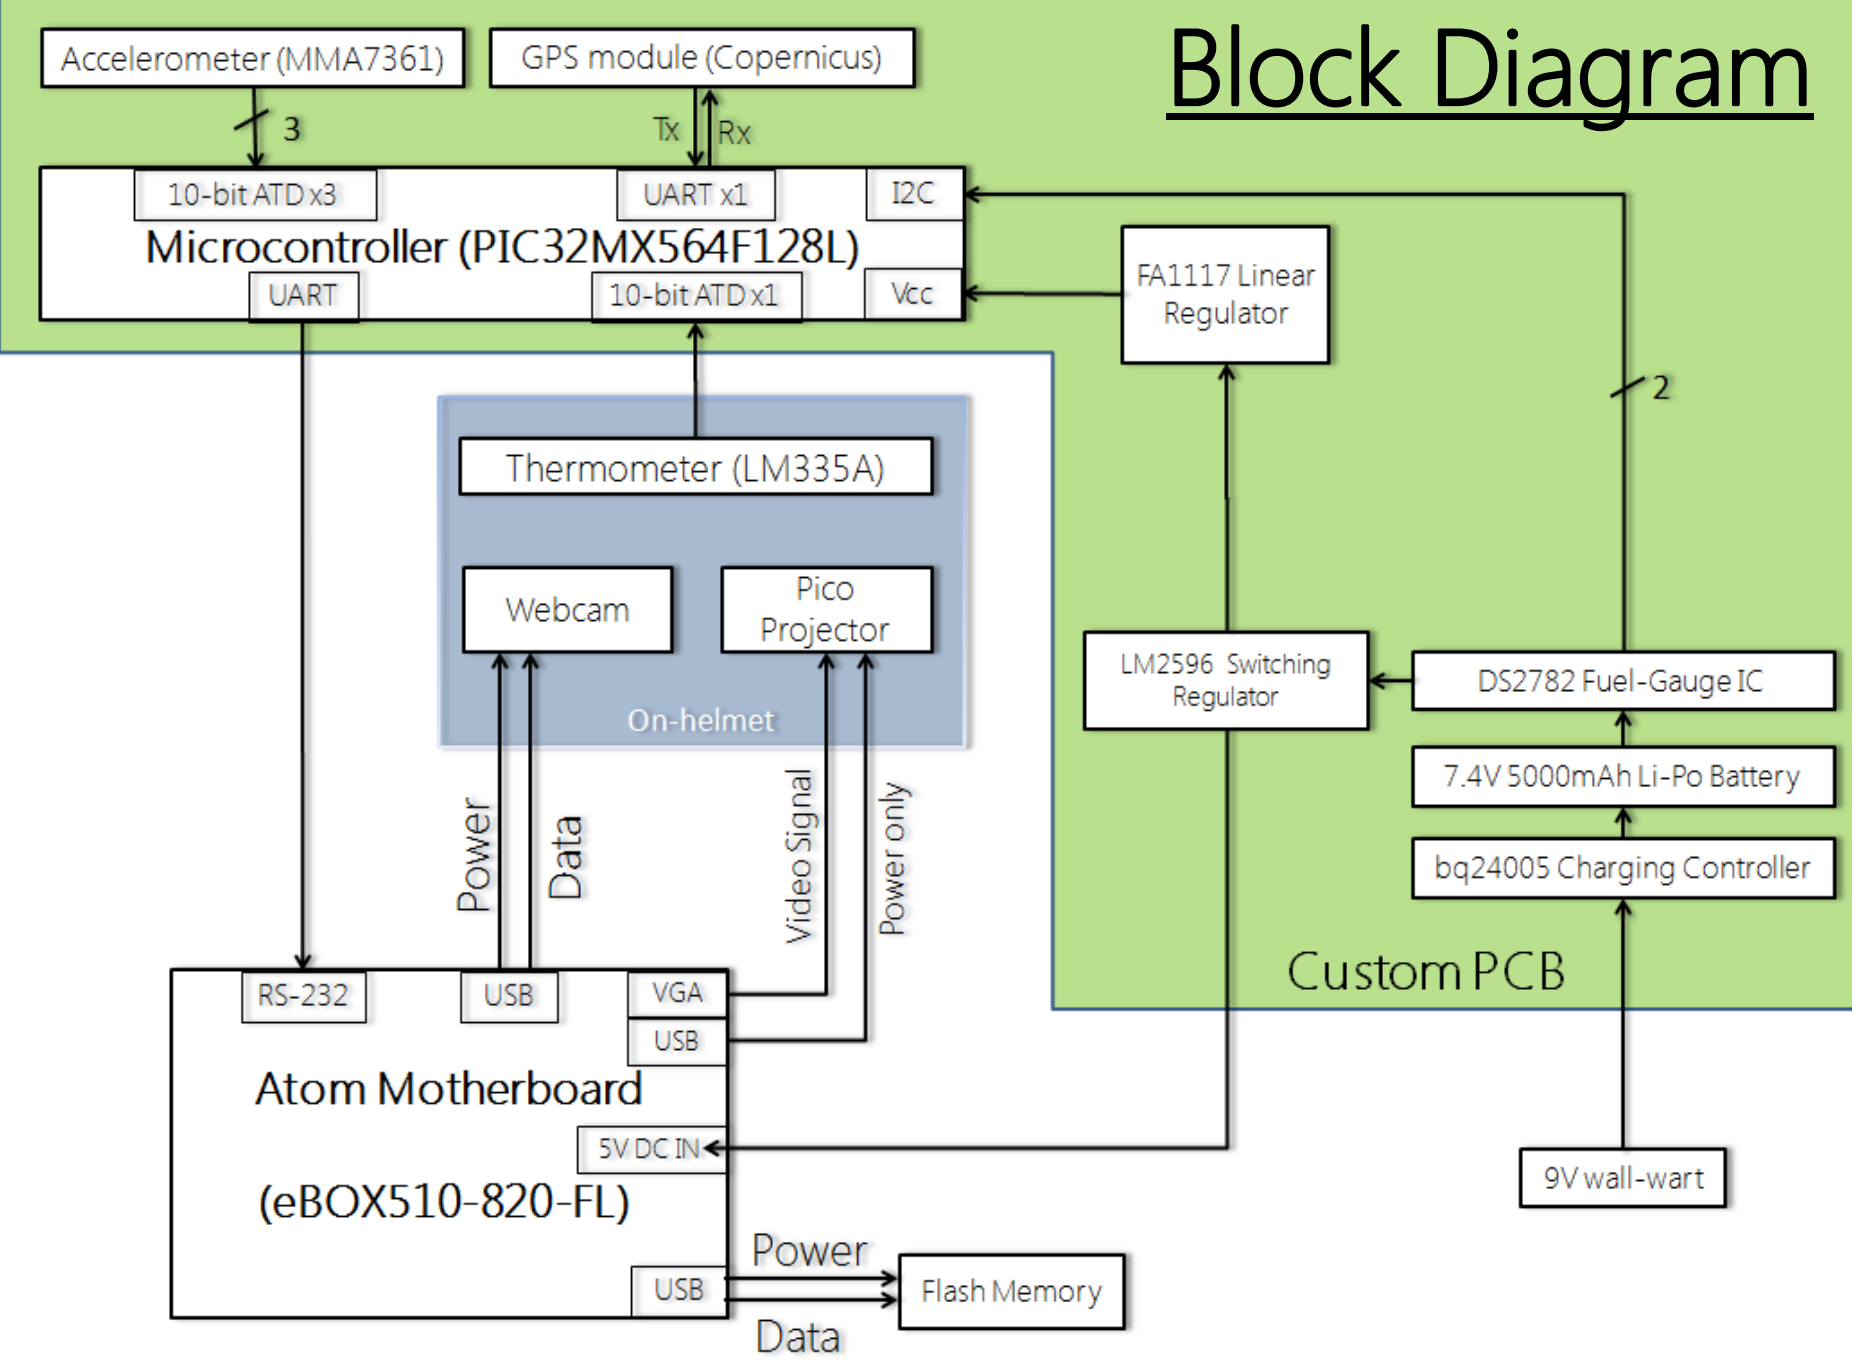 Block Diagram
Accelerometer (MMA7361)
GPS module (Copernicus)
3
Tx
Rx
10-bit ATD x3
UART x1
I2C
Microcontroller (PIC32MX564F128L)
UART
10-bit ATD x1
Vcc
FA1117 Linear
Regulator
2
Thermometer (LM335A)
Webcam
Pico
Projector
On-helmet
LM2596 Switching
Regulator
DS2782 Fuel-Gauge IC
7.4V 5000mAh Li-Po Battery
bq24005 Charging Controller
Power
Data
Video Signal
Power only
Custom PCB
RS-232
USB
VGA
USB
Atom Motherboard
5V DC IN
(eBOX510-820-FL)
9V wall-wart
USB
Power
Data
Flash Memory